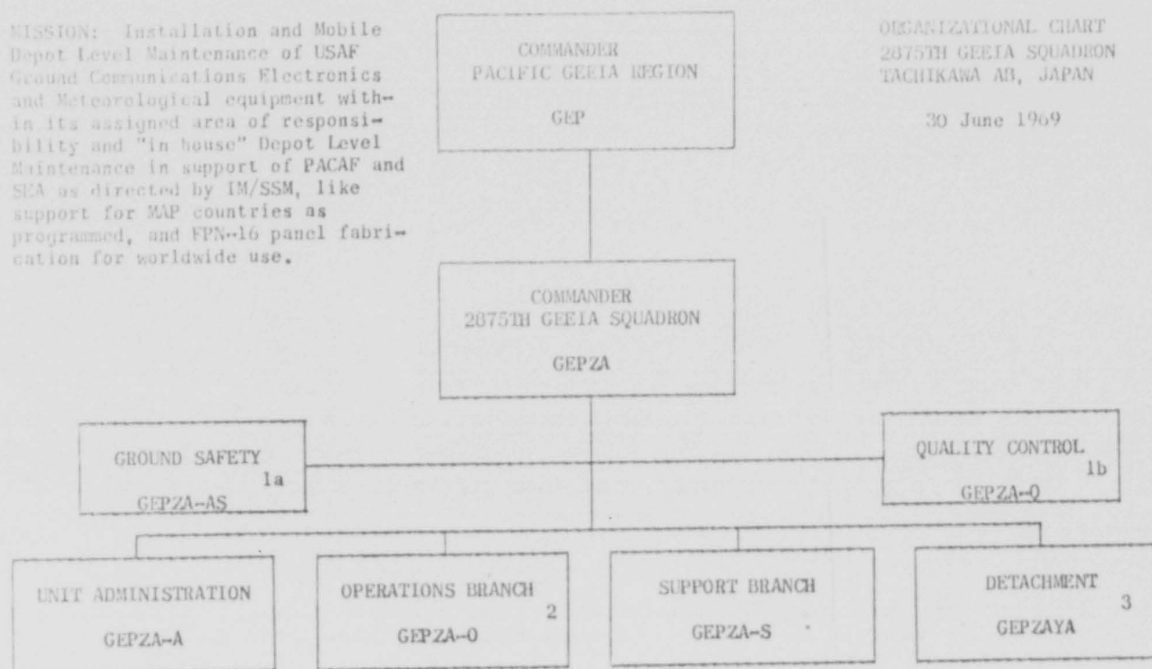 MISSION: Installation and Mobile
Depot Level Maintenance of USAF
Ground Communications Electronics
and Meteorological equipment with-
in its assigned area of responsi-
bility and "in house" Depot Level
Maintenance in support of PACAF and
SEA as directed by IM/SSM, like
support for MAP countries as
programmed, and FPN-16 panel fabri-
cation for worldwide use.
COMMANDER
PACIFIC GEEIA REGION
GEP
ORGANIZATIONAL CHART
2875TH GEEIA SQUADRON
TACHIKAWA AB, JAPAN
30 June 1969
COMMANDER
2875TH GEEIA SQUADRON
GEPZA
GROUND SAFETY
1a
GEPZA-AS
QUALITY CONTROL
1b
GEPZA-Q
UNIT ADMINISTRATION
GEPZA-A
OPERATIONS BRANCH
2
GEPZA-O
SUPPORT BRANCH
GEPZA-S
DETACHMENT
3
GEPZAYA